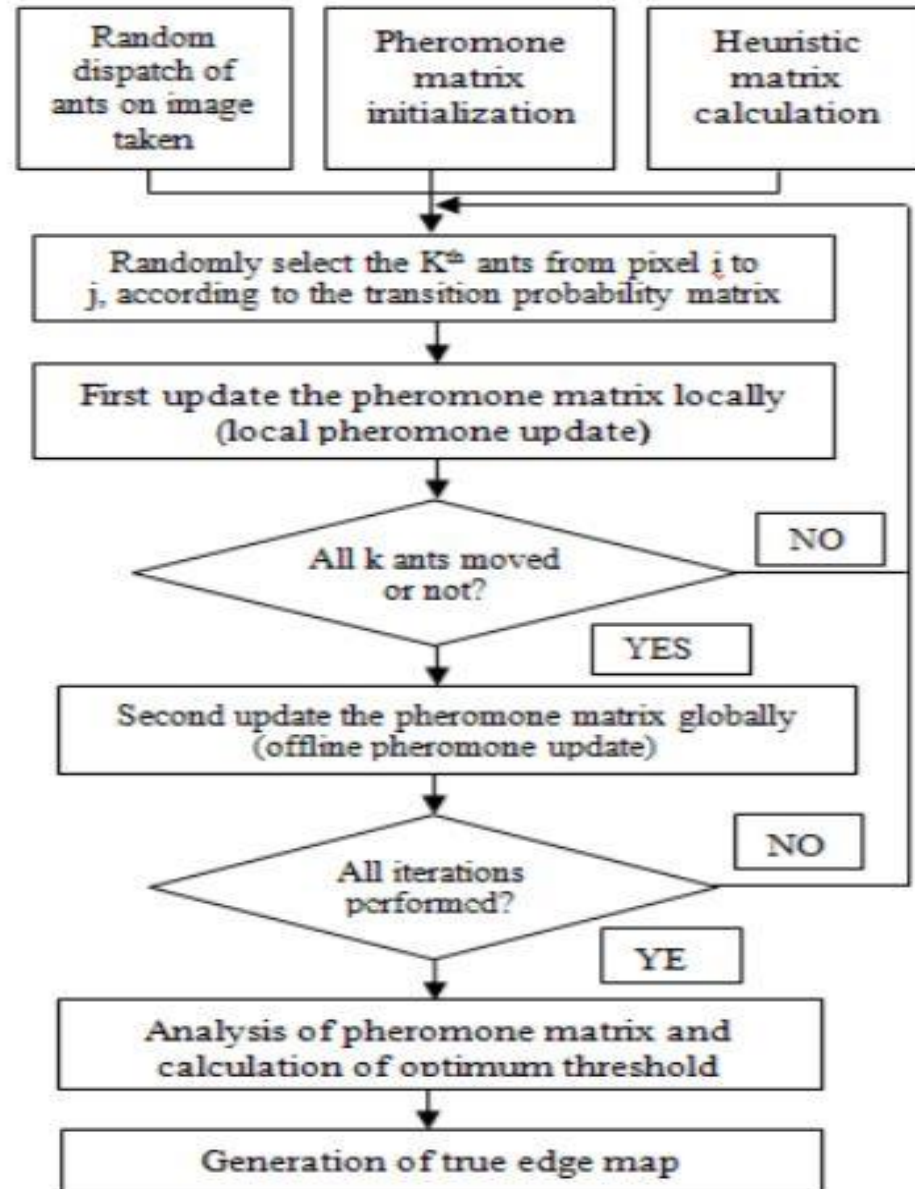 Random
dispatch of
ants on image
taken
Pheromone
matrix
initialization
Heuristic
matrix
calculation
Randomly select the Kth ants from pixel i to
j, according to the transition probability matrix
First update the pheromone matrix locally
(local pheromone update)
All k ants moved
or not?
NO
YES
Second update the pheromone matrix globally
(offline pheromone update)
All iterations
performed?
NO
YE
Analysis of pheromone matrix and
calculation of optimum threshold
Generation of true edge map